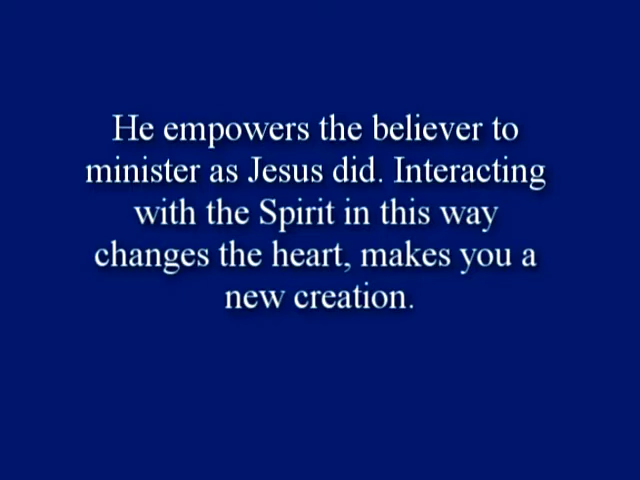 He empowers the believer to
minister as Jesus did. Interacting
with the Spirit in this way
changes the heart, makes you a
new creation.